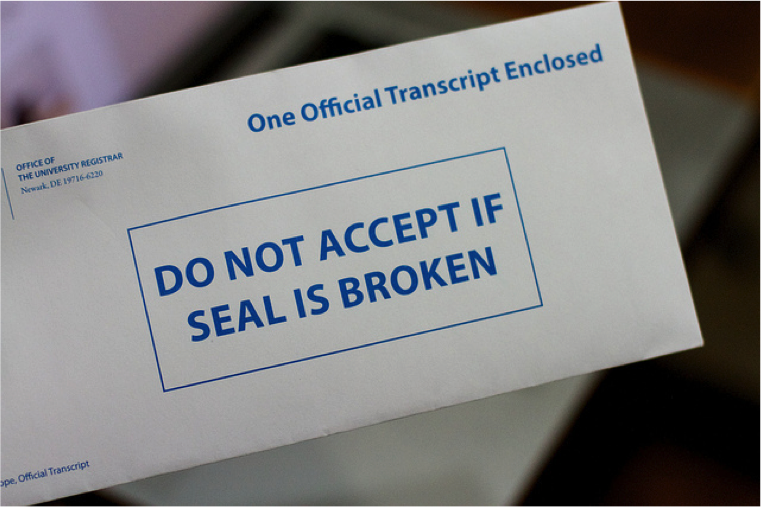 One Official Transcript Enclosed
OFFICE OF
THE UNIVERSITY REGISTRAR
Newark, DE 19716-6220
DO NOT ACCEPT IF
SEAL IS BROKEN
Official Transcript